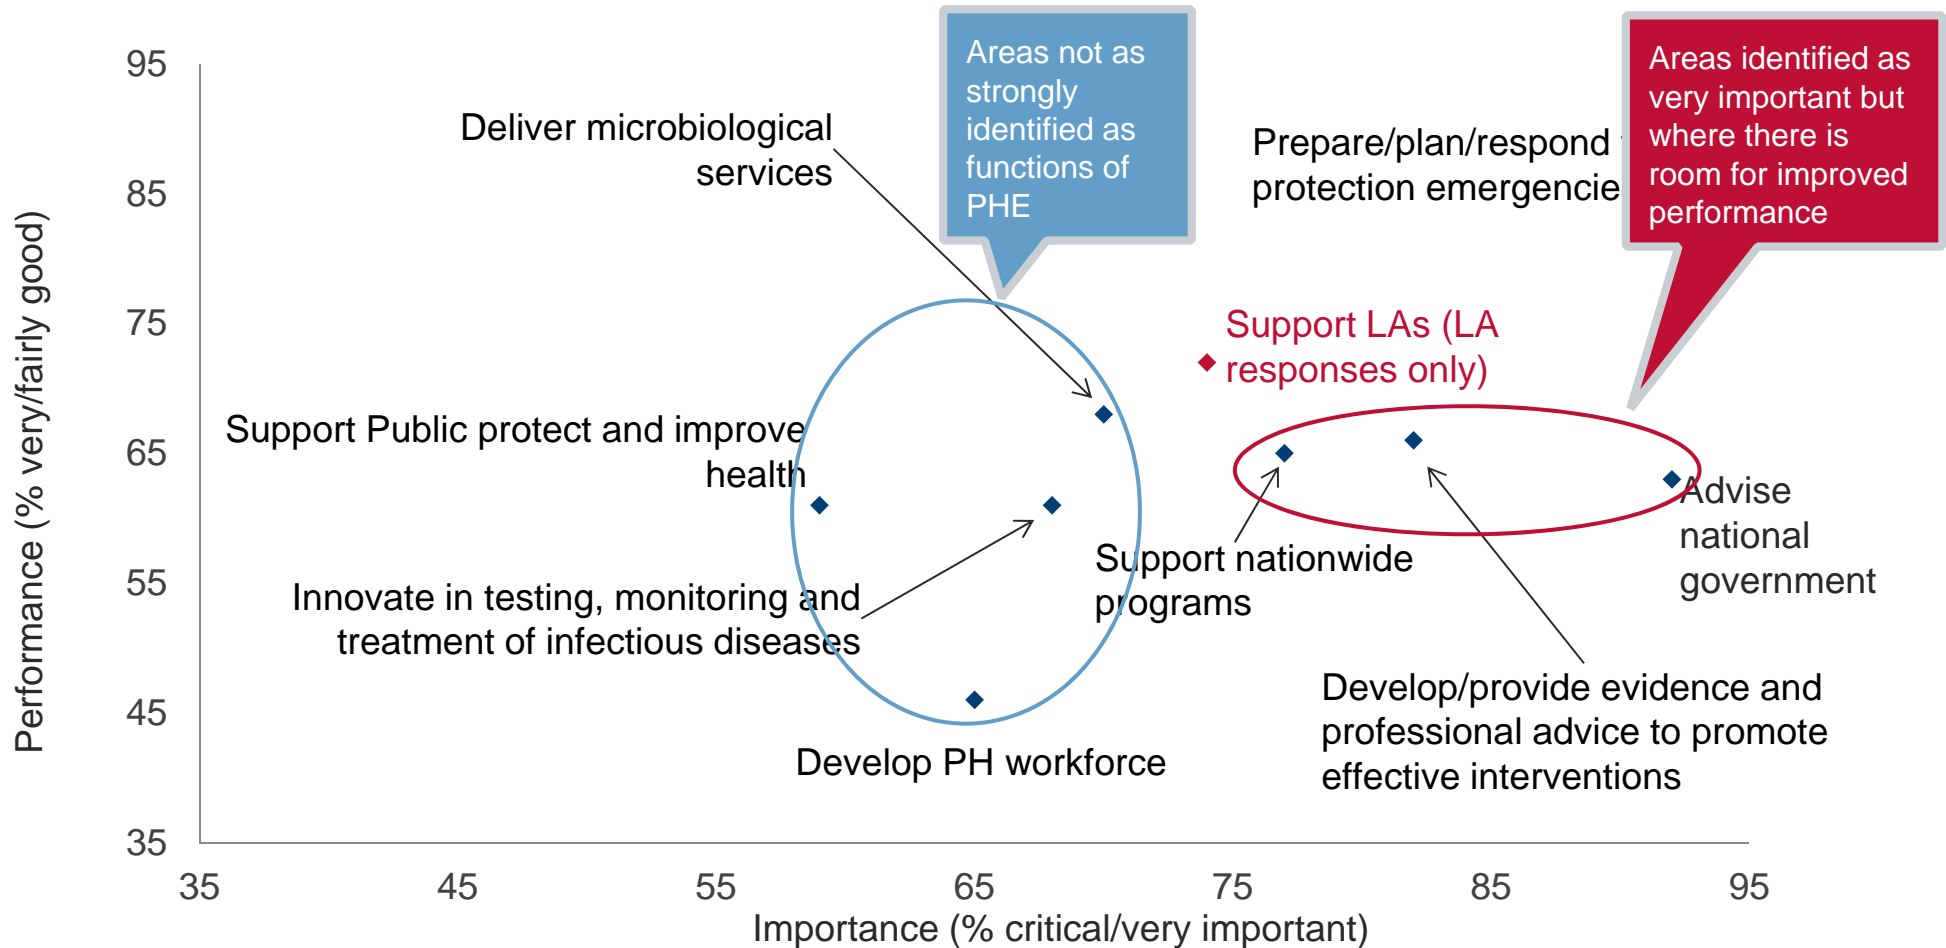 Areas not as
strongly
identified as
functions of
PHE
Areas identified as
very important but
where there is
room for improved
performance
Deliver microbiological
services
Prepare/plan/respond
protection emergencie
Support LAs (LA
responses only)
Support Public protect and improve
health
Advise
national
government
Support nationwide
programs
Innovate in testing, monitoring and
treatment of infectious diseases
Develop/provide evidence and
professional advice to promote
effective interventions
Develop PH workforce
Performance (% very/fairly good)
95
85
75
65
55
45
35
35 45 55 65 75 85 95
Importance (% critical/very important)